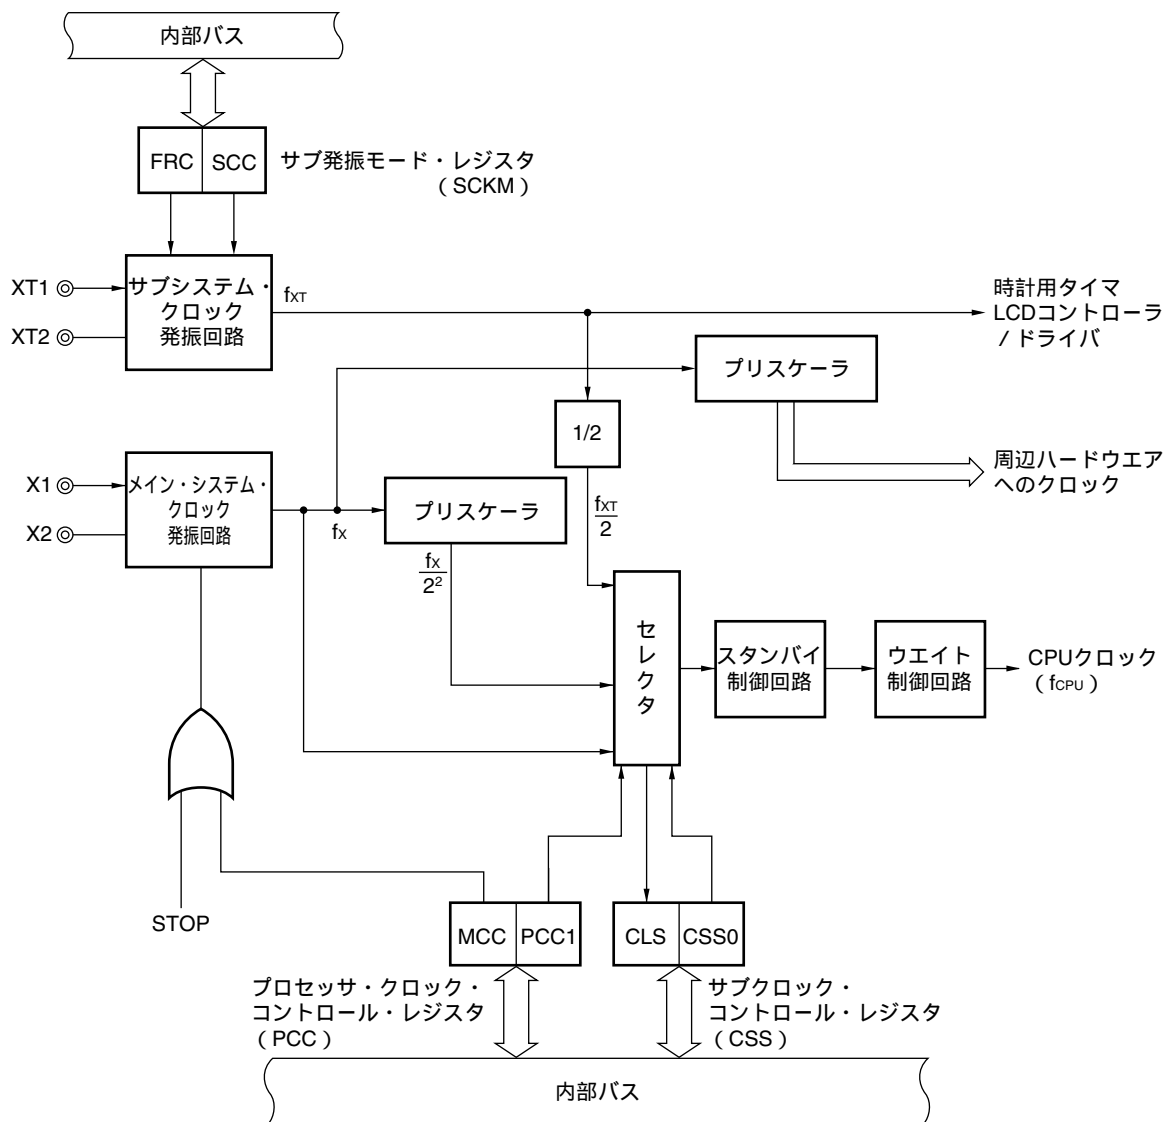 内部バス
FRC
SCC
サブ発振モード・レジスタ
（SCKM）
XT1
XT2
サブシステム・
クロック
発振回路
fXT
時計用タイマ
LCDコントローラ
/ドライバ
プリスケーラ
1/2
周辺ハードウエア
へのクロック
X1
X2
メイン・システム・
クロック
発振回路
fX
プリスケーラ
fXT
2
fX
2²
セレクタ
スタンバイ
制御回路
ウエイト
制御回路
CPUクロック
（fCPU）
STOP
MCC
PCC1
CLS
CSS0
プロセッサ・クロック・
コントロール・レジスタ
（PCC）
サブクロック・
コントロール・レジスタ
（CSS）
内部バス